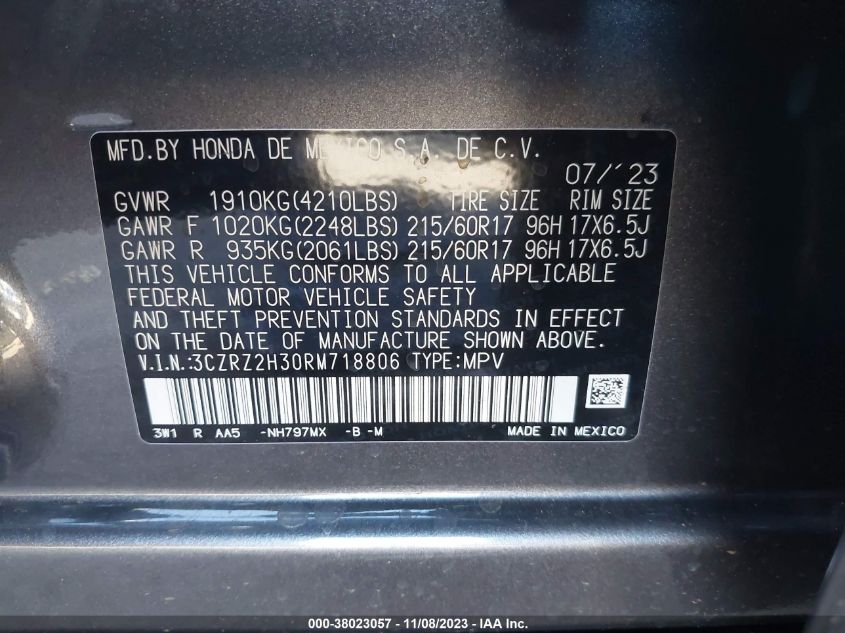 MFD.BY HONDA DE MEXICO S.A. DE C.V.
07/'23
GVWR 1910KG(4210LBS) TIRE SIZE RIM SIZE
GAWR F 1020KG(2248LBS) 215/60R17 96H 17X6.5J
GAWR R 935KG(2061LBS) 215/60R17 96H 17X6.5J
THIS VEHICLE CONFORMS TO ALL APPLICABLE
FEDERAL MOTOR VEHICLE SAFETY
AND THEFT PREVENTION STANDARDS IN EFFECT
ON THE DATE OF MANUFACTURE SHOWN ABOVE.
V.I.N.:3CZRZ2H30RM718806 TYPE:MPV
3W1 R AA5 -NH797MX -B -M MADE IN MEXICO
000-38023057 - 11/08/2023 - IAA Inc.